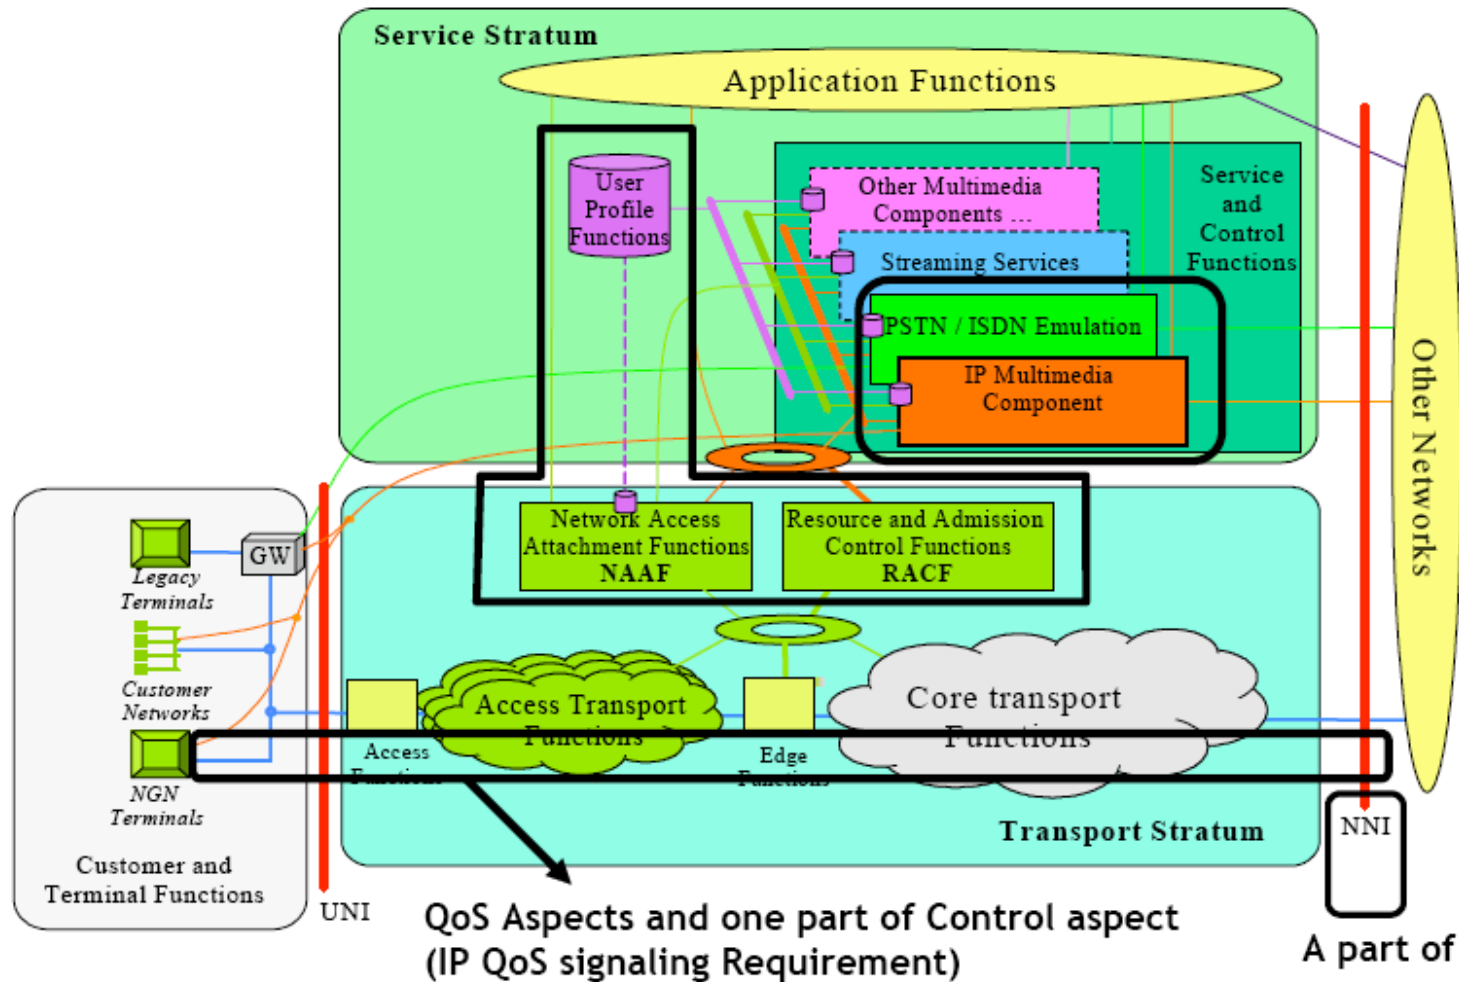 Service Stratum
Application Functions
User
Profile
Functions
Other Multimedia
Components ...
Streaming Services
PSTN / ISDN Emulation
IP Multimedia
Component
Service
and
Control
Functions
Other Networks
Network Access
Attachment Functions
NAAF
Resource and Admission
Control Functions
RACF
GW
Legacy
Terminals
Customer
Networks
NGN
Terminals
Customer and
Terminal Functions
UNI
Access
Functions
Access Transport
Functions
Edge
Functions
Core transport
Functions
Transport Stratum
NNI
QoS Aspects and one part of Control aspect
(IP QoS signaling Requirement)
A part of